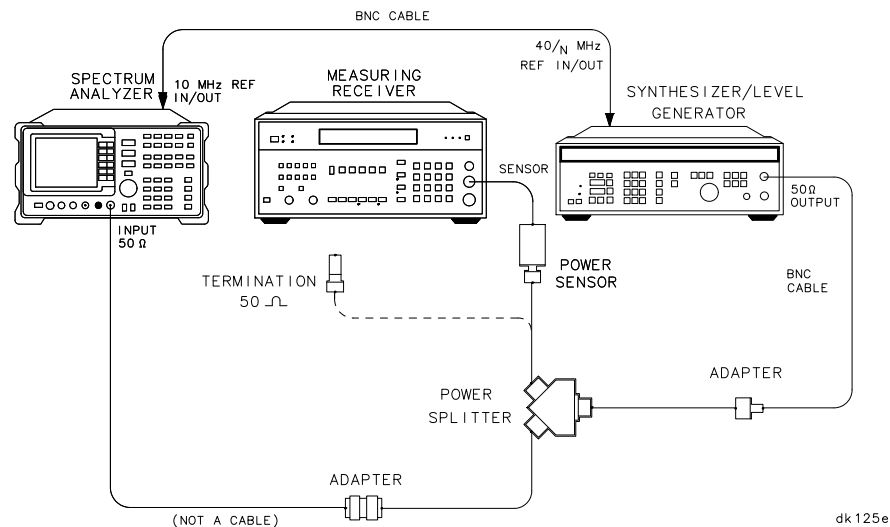 BNC CABLE
SPECTRUM
ANALYZER
10 MHz REF
IN/OUT
MEASURING
RECEIVER
40/N MHz
REF IN/OUT
SYNTHESIZER/LEVEL
GENERATOR
SENSOR
50Ω
OUTPUT
INPUT
50 Ω
TERMINATION
50 Ω
POWER
SENSOR
BNC
CABLE
ADAPTER
POWER
SPLITTER
ADAPTER
(NOT A CABLE)
dk125e